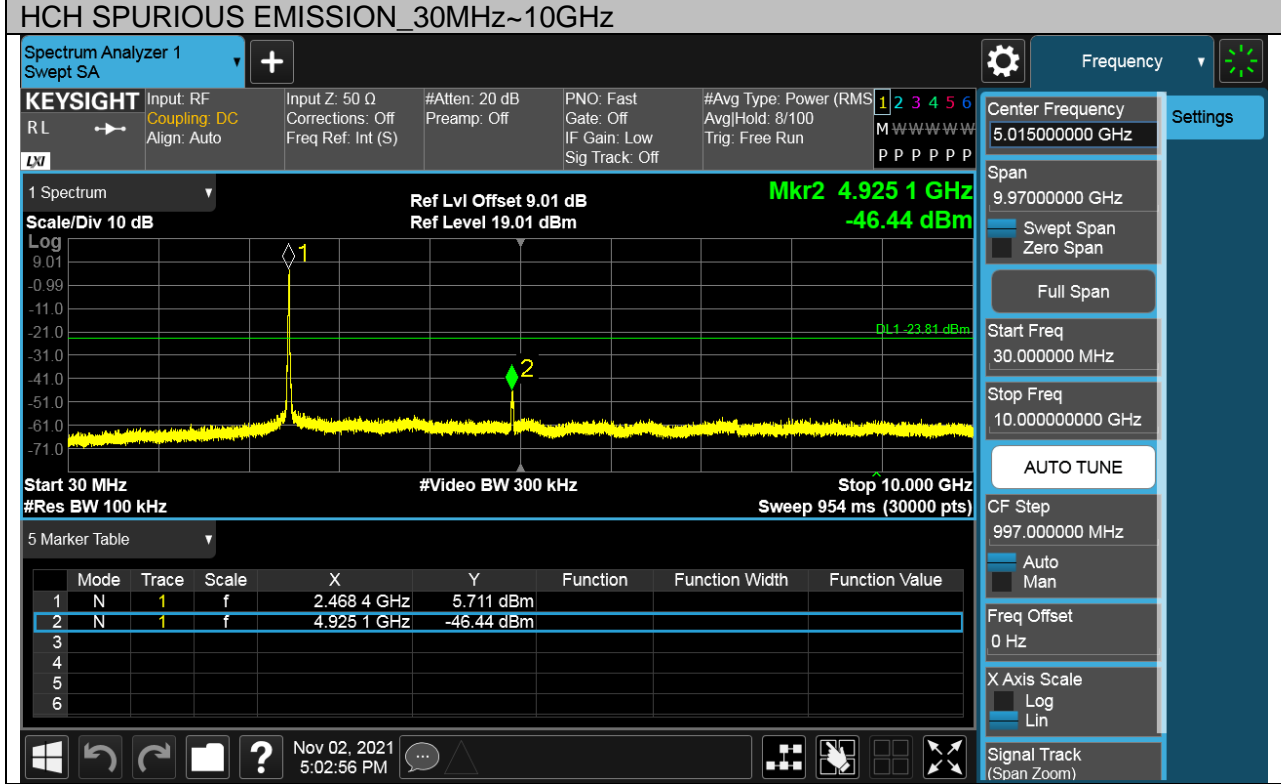 HCH SPURIOUS EMISSION_30MHz~10GHz
Spectrum Analyzer 1
Swept SA
Frequency
KEYSIGHT
RL
LXI
Input: RF
Coupling: DC
Align: Auto
Input Z: 50 Ω
Corrections: Off
Freq Ref: Int (S)
#Atten: 20 dB
Preamp: Off
PNO: Fast
Gate: Off
IF Gain: Low
Sig Track: Off
#Avg Type: Power (RMS
Avg|Hold: 8/100
Trig: Free Run
1 2 3 4 5 6
M W W W W W
P P P P P P
1 Spectrum
Scale/Div 10 dB
Ref Lvl Offset 9.01 dB
Ref Level 19.01 dBm
Mkr2 4.925 1 GHz
-46.44 dBm
Log
9.01
-0.99
-11.0
-21.0
-31.0
-41.0
-51.0
-61.0
-71.0
1
2
DL1 -23.81 dBm
Start 30 MHz
#Video BW 300 kHz
Stop 10.000 GHz
#Res BW 100 kHz
Sweep 954 ms (30000 pts)
5 Marker Table
Mode Trace Scale X Y Function Function Width Function Value
1 N 1 f 2.468 4 GHz 5.711 dBm
2 N 1 f 4.925 1 GHz -46.44 dBm
3
4
5
6
Nov 02, 2021
5:02:56 PM
Center Frequency
5.015000000 GHz
Settings
Span
9.97000000 GHz
Swept Span
Zero Span
Full Span
Start Freq
30.000000 MHz
Stop Freq
10.000000000 GHz
AUTO TUNE
CF Step
997.000000 MHz
Auto
Man
Freq Offset
0 Hz
X Axis Scale
Log
Lin
Signal Track
(Span Zoom)